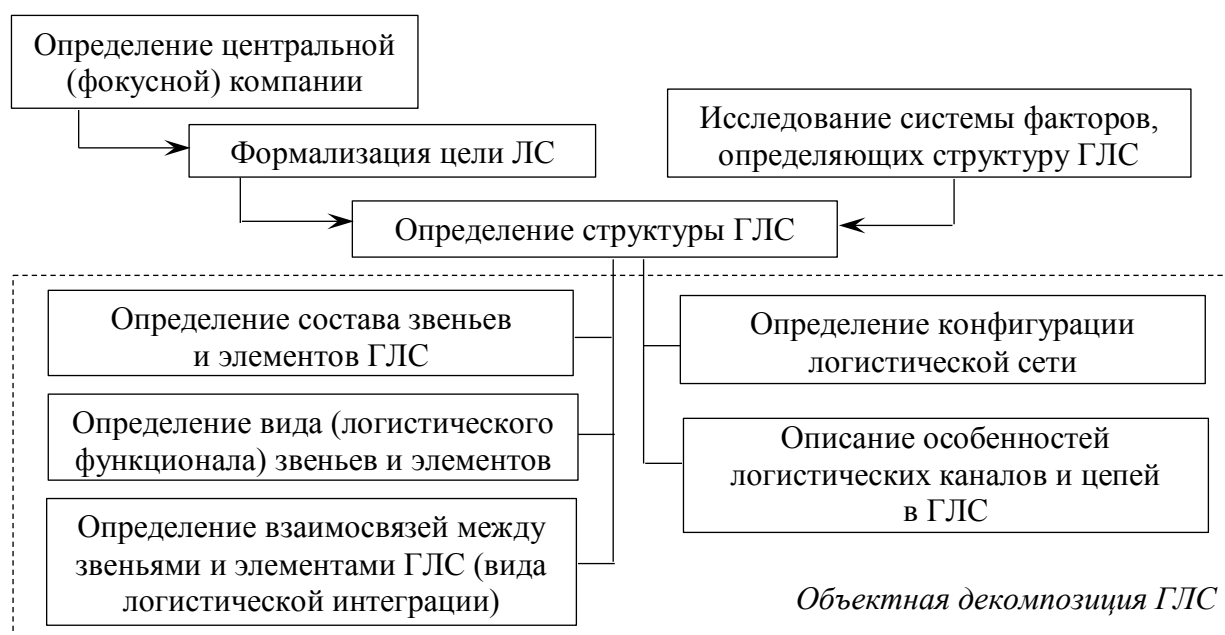 Определение центральной
(фокусной) компании
Формализация цели ЛС
Исследование системы факторов,
определяющих структуру ГЛС
Определение структуры ГЛС
Определение состава звеньев
и элементов ГЛС
Определение вида (логистического
функционала) звеньев и элементов
Определение взаимосвязей между
звеньями и элементами ГЛС (вида
логистической интеграции)
Определение конфигурации
логистической сети
Описание особенностей
логистических каналов и цепей
в ГЛС
Объектная декомпозиция ГЛС